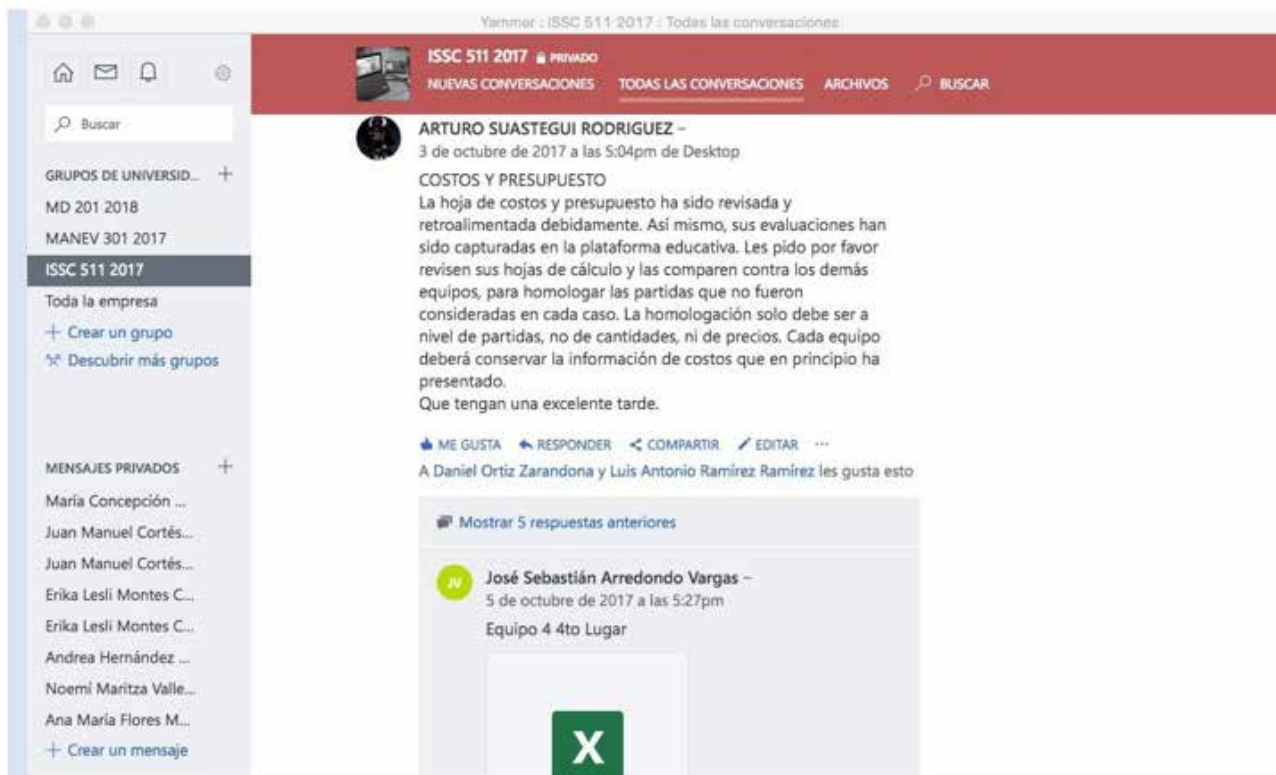 Yammer : ISSC 511 2017 : Todas las conversaciones
Buscar
GRUPOS DE UNIVERSID...
MD 201 2018
MANEV 301 2017
ISSC 511 2017
Toda la empresa
Crear un grupo
Descubrir más grupos
MENSAJES PRIVADOS
María Concepción ...
Juan Manuel Cortés...
Juan Manuel Cortés...
Erika Lesli Montes C...
Erika Lesli Montes C...
Andrea Hernández ...
Noemí Maritza Valle...
Ana María Flores M...
Crear un mensaje
ISSC 511 2017 PRIVADO
NUEVAS CONVERSACIONES TODAS LAS CONVERSACIONES ARCHIVOS BUSCAR
ARTURO SUASTEGUI RODRIGUEZ –
3 de octubre de 2017 a las 5:04pm de Desktop
COSTOS Y PRESUPUESTO
La hoja de costos y presupuesto ha sido revisada y
retroalimentada debidamente. Así mismo, sus evaluaciones han
sido capturadas en la plataforma educativa. Les pido por favor
revisen sus hojas de cálculo y las comparen contra los demás
equipos, para homologar las partidas que no fueron
consideradas en cada caso. La homologación solo debe ser a
nivel de partidas, no de cantidades, ni de precios. Cada equipo
deberá conservar la información de costos que en principio ha
presentado.
Que tengan una excelente tarde.
ME GUSTA RESPONDER COMPARTIR EDITAR ...
A Daniel Ortiz Zarandona y Luis Antonio Ramírez Ramírez les gusta esto
Mostrar 5 respuestas anteriores
JV
José Sebastián Arredondo Vargas –
5 de octubre de 2017 a las 5:27pm
Equipo 4 4to Lugar
X